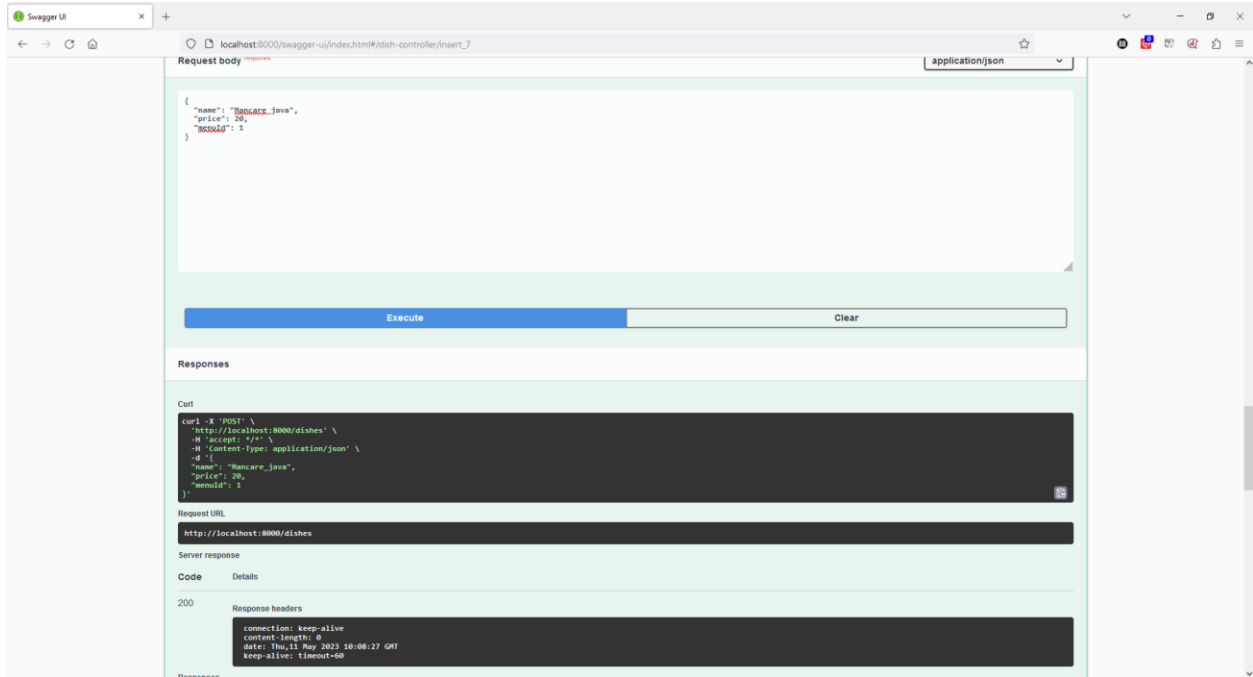 Swagger UI
localhost:8000/swagger-ui/index.html#/dish-controller/insert_7
Request body required
application/json
{
"name": "Mancare_java",
"price": 20,
"menuId": 1
}
Execute
Clear
Responses
Curl
curl -X 'POST' \
'http://localhost:8000/dishes' \
-H 'accept: */*' \
-H 'Content-Type: application/json' \
-d '{
"name": "Mancare_java",
"price": 20,
"menuId": 1
}'
Request URL
http://localhost:8000/dishes
Server response
Code Details
200
Response headers
connection: keep-alive
content-length: 0
date: Thu,11 May 2023 10:08:27 GMT
keep-alive: timeout=60
Responses